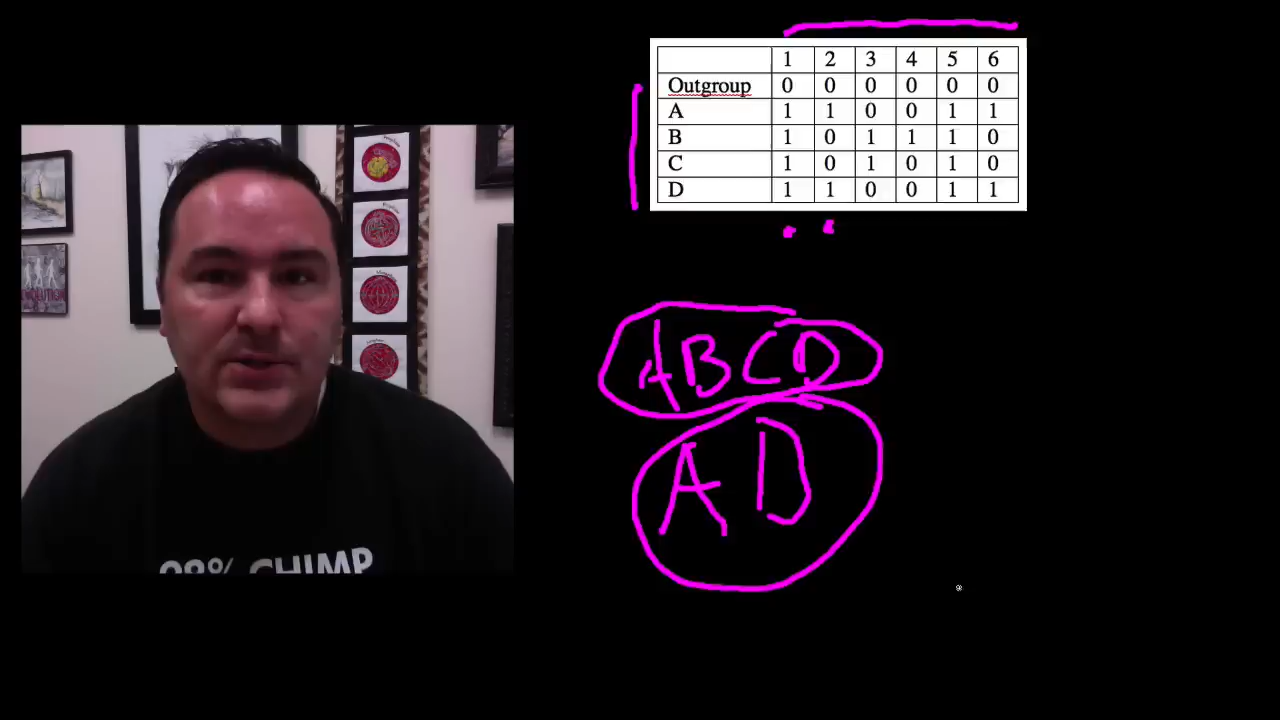 1 2 3 4 5 6
Outgroup 0 0 0 0 0 0
A 1 1 0 0 1 1
B 1 0 1 1 1 0
C 1 0 1 0 1 0
D 1 1 0 0 1 1
A B C D
A D
98% CHIMP